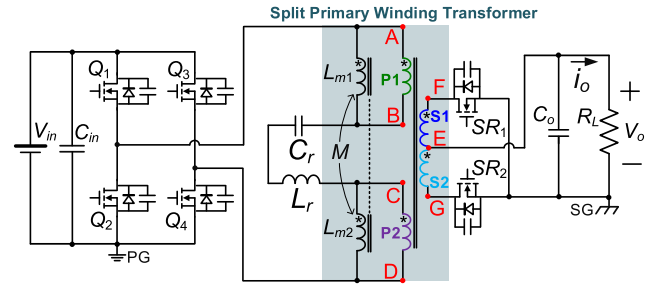 Split Primary Winding Transformer
A
Q1
Q3
Lm1
*
*
P1
F
io
Vin
Cin
B
*
S1
SR1
Co
RL
+
Vo
−
Cr
M
E
*
S2
SR2
Lr
C
G
SG
Q2
Q4
Lm2
*
*
P2
PG
D